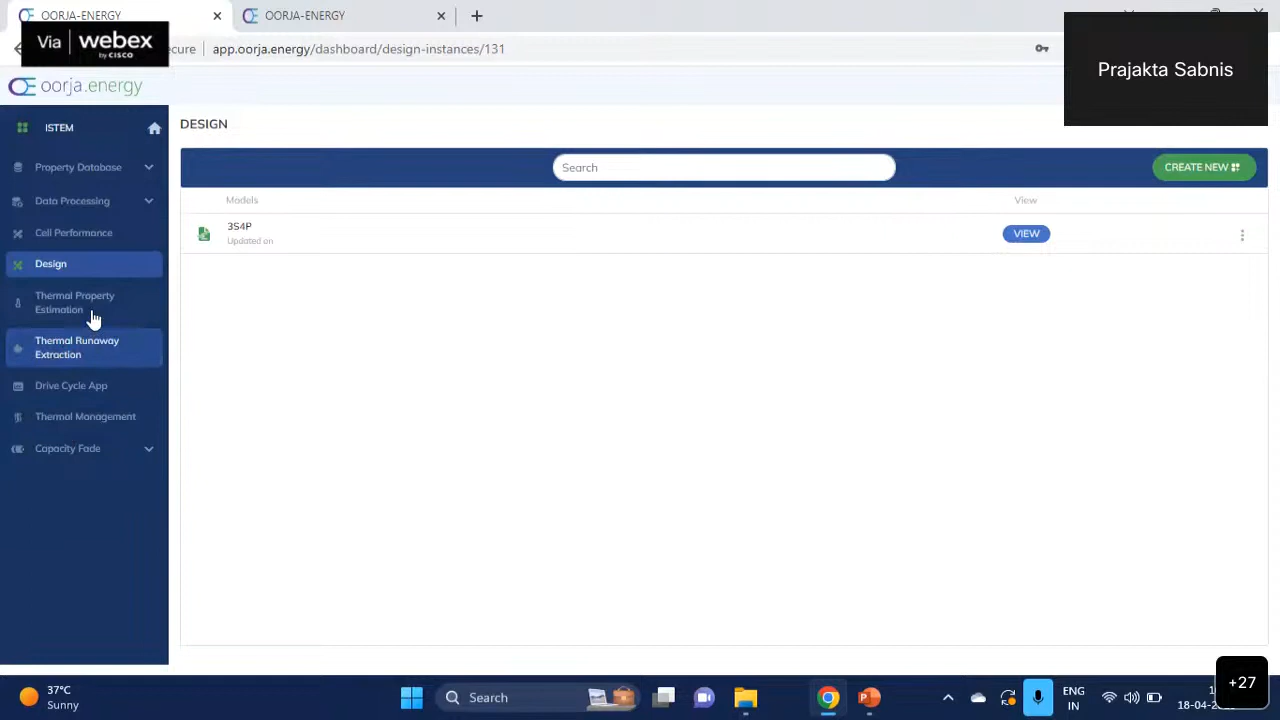 OORJA-ENERGY
OORJA-ENERGY
Via webex
by CISCO
ecure
app.oorja.energy/dashboard/design-instances/131
Prajakta Sabnis
oorja.energy
ISTEM
DESIGN
Property Database
Search
CREATE NEW
Data Processing
Models
View
Cell Performance
3S4P
Updated on
VIEW
Design
Thermal Property
Estimation
Thermal Runaway
Extraction
Drive Cycle App
Thermal Management
Capacity Fade
37°C
Sunny
Search
ENG
IN
18-04-2
+27